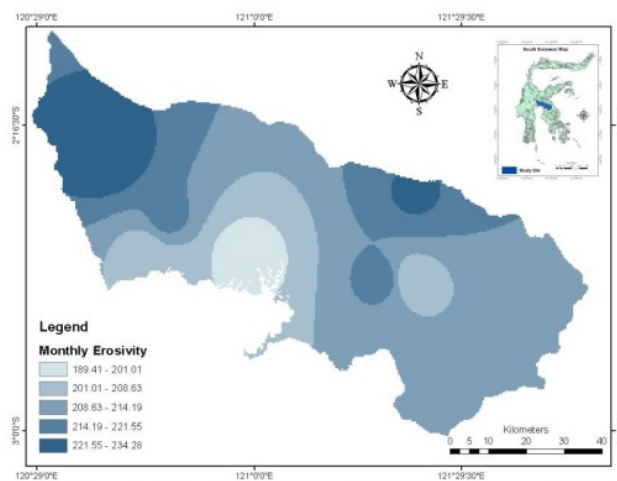 120°29'0"E
121°0'0"E
121°29'30"E
2°16'30"S
3°0'0"S
N
W
E
S
South Sulawesi Map
Study Site
Legend
Monthly Erosivity
189.41 - 201.01
201.01 - 208.63
208.63 - 214.19
214.19 - 221.55
221.55 - 234.28
Kilometers
0 5 10 20 30 40
120°29'0"E
121°0'0"E
121°29'30"E